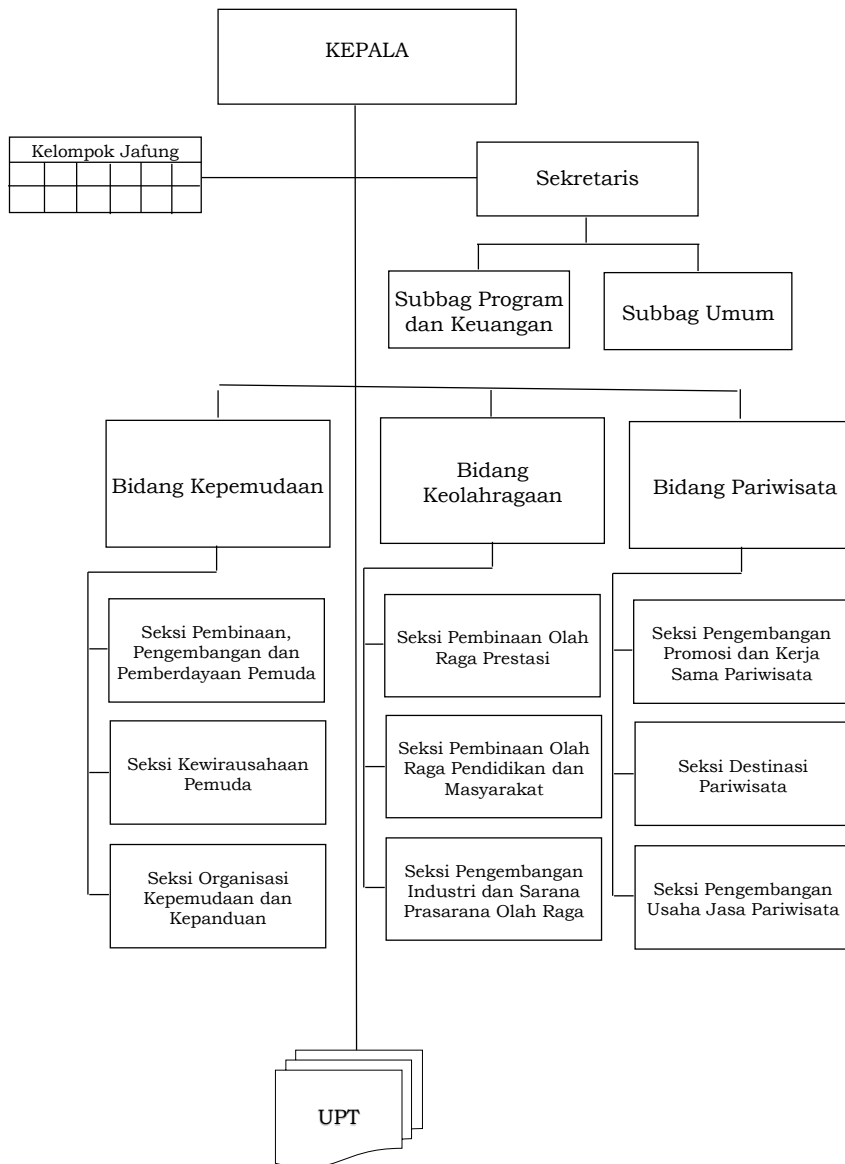 KEPALA
Kelompok Jafung
Sekretaris
Subbag Program
dan Keuangan
Subbag Umum
Bidang Kepemudaan
Bidang
Keolahragaan
Bidang Pariwisata
Seksi Pembinaan,
Pengembangan dan
Pemberdayaan Pemuda
Seksi Kewirausahaan
Pemuda
Seksi Organisasi
Kepemudaan dan
Kepanduan
Seksi Pembinaan Olah
Raga Prestasi
Seksi Pembinaan Olah
Raga Pendidikan dan
Masyarakat
Seksi Pengembangan
Industri dan Sarana
Prasarana Olah Raga
Seksi Pengembangan
Promosi dan Kerja
Sama Pariwisata
Seksi Destinasi
Pariwisata
Seksi Pengembangan
Usaha Jasa Pariwisata
UPT